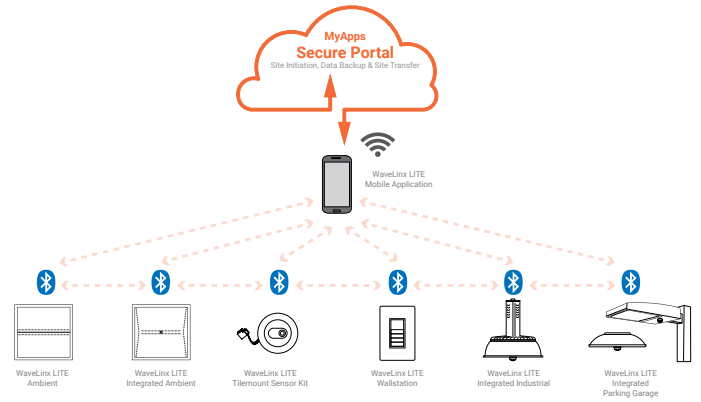 MyApps
Secure Portal
Site Initiation, Data Backup & Site Transfer
WaveLinx LITE
Mobile Application
WaveLinx LITE
Ambient
WaveLinx LITE
Integrated Ambient
WaveLinx LITE
Tilemount Sensor Kit
WaveLinx LITE
Wallstation
WaveLinx LITE
Integrated Industrial
WaveLinx LITE
Integrated
Parking Garage